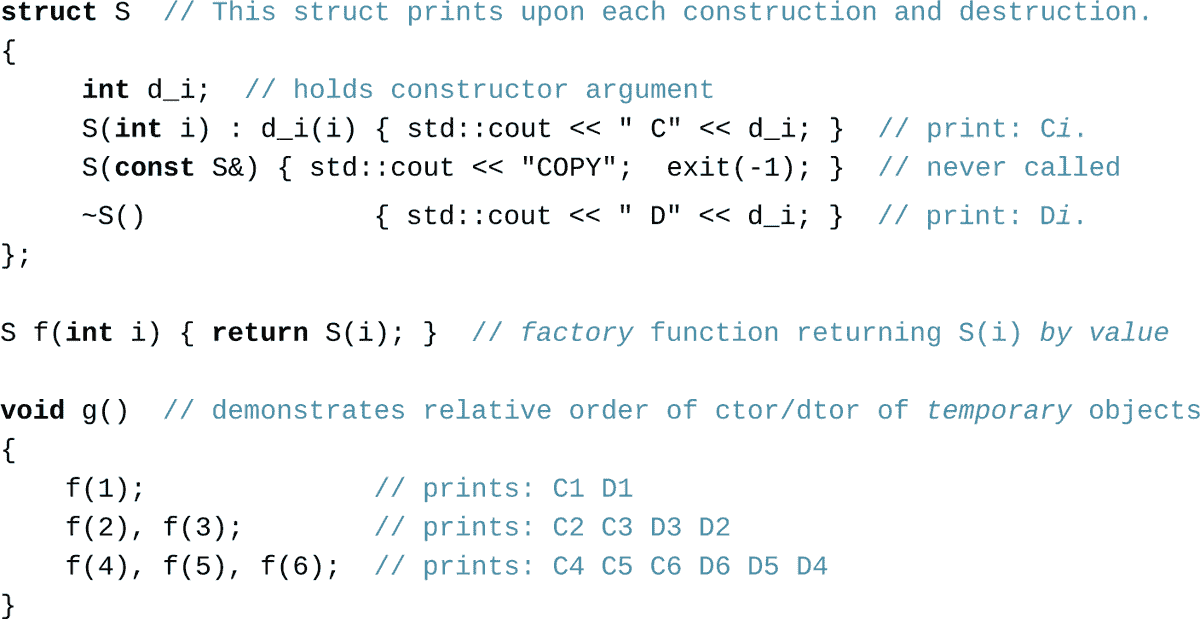 struct S  // This struct prints upon each construction and destruction.
{
     int d_i;  // holds constructor argument
     S(int i) : d_i(i) { std::cout << " C" << d_i; }  // print: Ci.
     S(const S&) { std::cout << "COPY";  exit(-1); }  // never called
     ~S()              { std::cout << " D" << d_i; }  // print: Di.
};
S f(int i) { return S(i); }  // factory function returning S(i) by value
void g()  // demonstrates relative order of ctor/dtor of temporary objects
{
    f(1);              // prints: C1 D1
    f(2), f(3);        // prints: C2 C3 D3 D2
    f(4), f(5), f(6);  // prints: C4 C5 C6 D6 D5 D4
}